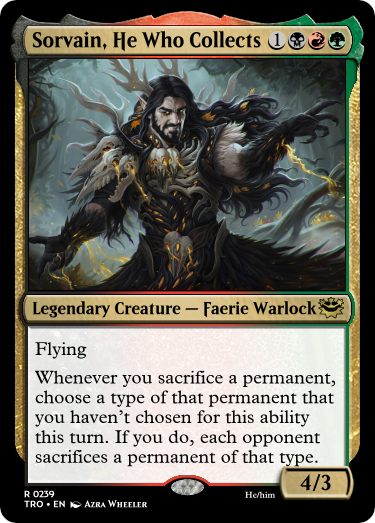 Sorvain, He Who Collects 1
Legendary Creature — Faerie Warlock
Flying
Whenever you sacrifice a permanent,
choose a type of that permanent that
you haven't chosen for this ability
this turn. If you do, each opponent
sacrifices a permanent of that type.
4/3
R 0239
TRO • EN Azra Wheeler
He/him